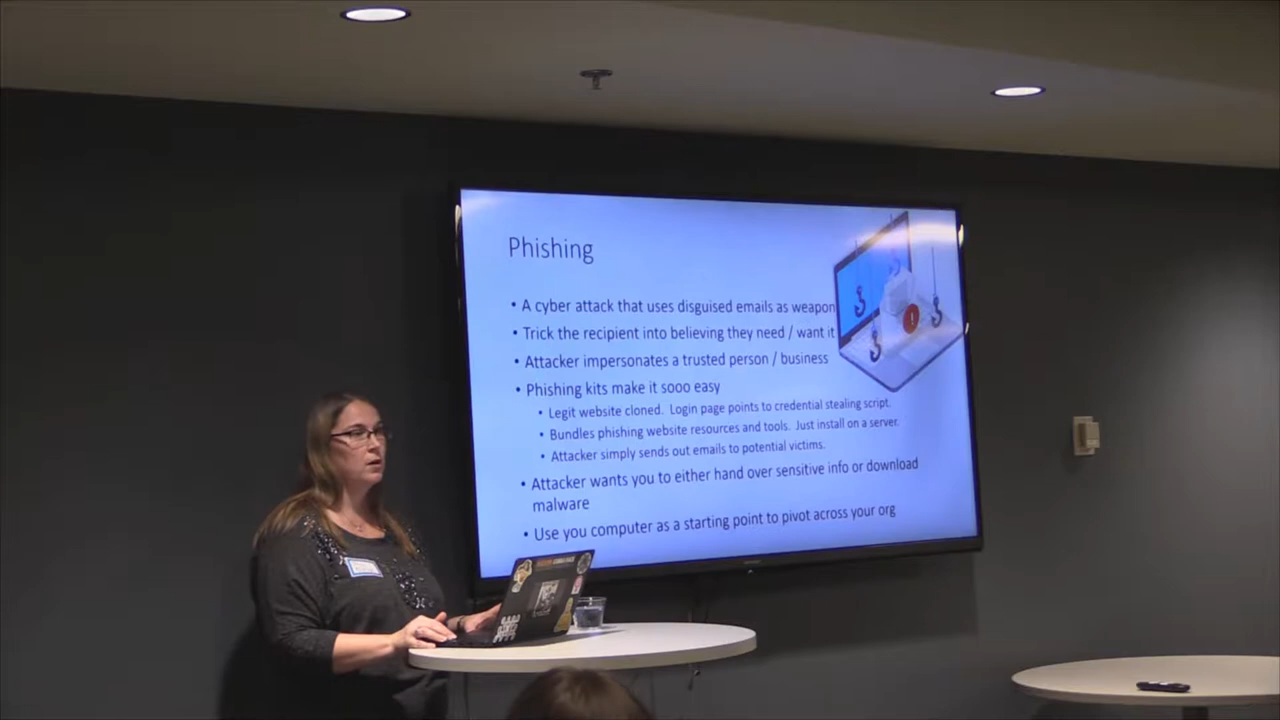 Phishing
• A cyber attack that uses disguised emails as weapon
• Trick the recipient into believing they need / want it
• Attacker impersonates a trusted person / business
• Phishing kits make it sooo easy
• Legit website cloned. Login page points to credential stealing script.
• Bundles phishing website resources and tools. Just install on a server.
• Attacker simply sends out emails to potential victims.
• Attacker wants you to either hand over sensitive info or download
malware
• Use you computer as a starting point to pivot across your org